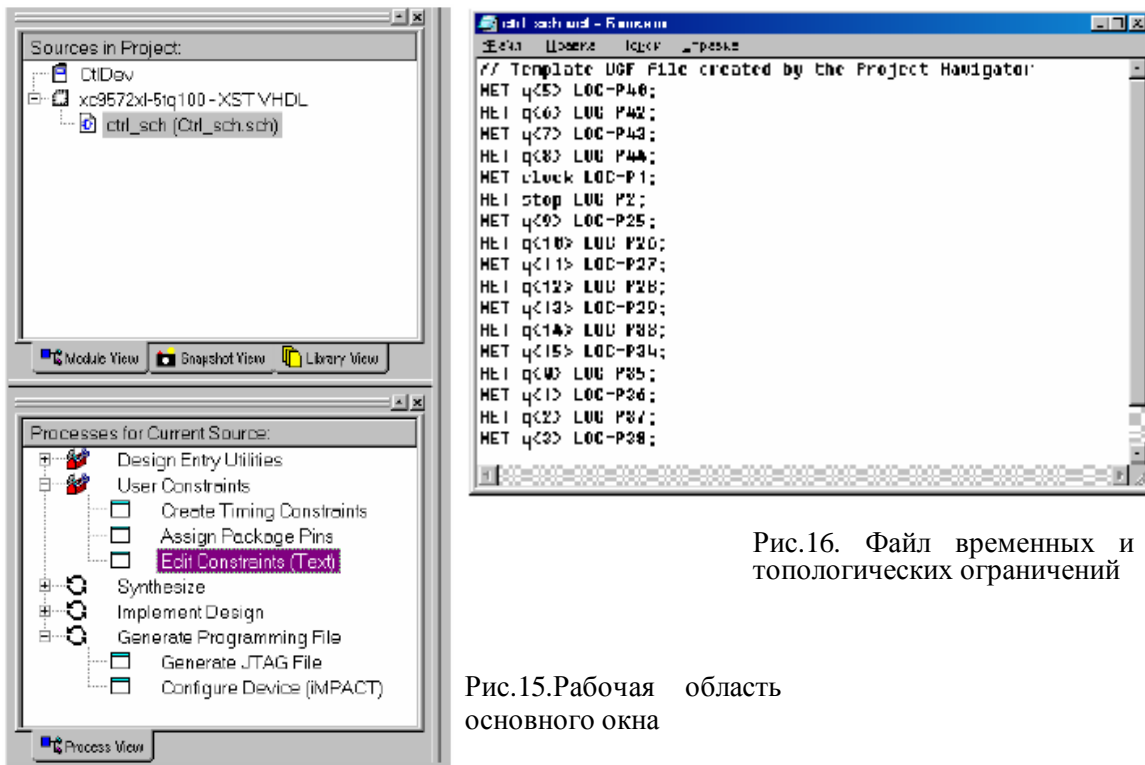 Sources in Project:
CtlDev
xc9572xl-5tq100 - XST VHDL
ctrl_sch (Ctrl_sch.sch)
Module View Snapshot View Library View
Processes for Current Source:
Design Entry Utilities
User Constraints
Create Timing Constraints
Assign Package Pins
Edit Constraints (Text)
Synthesize
Implement Design
Generate Programming File
Generate JTAG File
Configure Device (iMPACT)
Process View
ctrl_sch.ucf - Блокнот
Файл Правка Поиск Справка
// Template UCF file created by the Project Navigator
NET q<5> LOC=P40;
NET q<6> LOC=P42;
NET q<7> LOC=P43;
NET q<8> LOC=P44;
NET clock LOC=P1;
NET stop LOC=P2;
NET q<9> LOC=P25;
NET q<10> LOC=P26;
NET q<11> LOC=P27;
NET q<12> LOC=P28;
NET q<13> LOC=P29;
NET q<14> LOC=P33;
NET q<15> LOC=P34;
NET q<0> LOC=P35;
NET q<1> LOC=P36;
NET q<2> LOC=P37;
NET q<3> LOC=P38;
Рис.16. Файл временных и
топологических ограничений
Рис.15.Рабочая область
основного окна